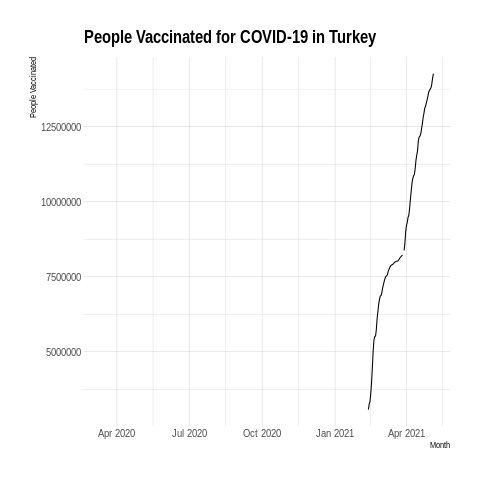 People Vaccinated for COVID-19 in Turkey
People Vaccinated
12500000
10000000
7500000
5000000
Apr 2020 Jul 2020 Oct 2020 Jan 2021 Apr 2021
Month